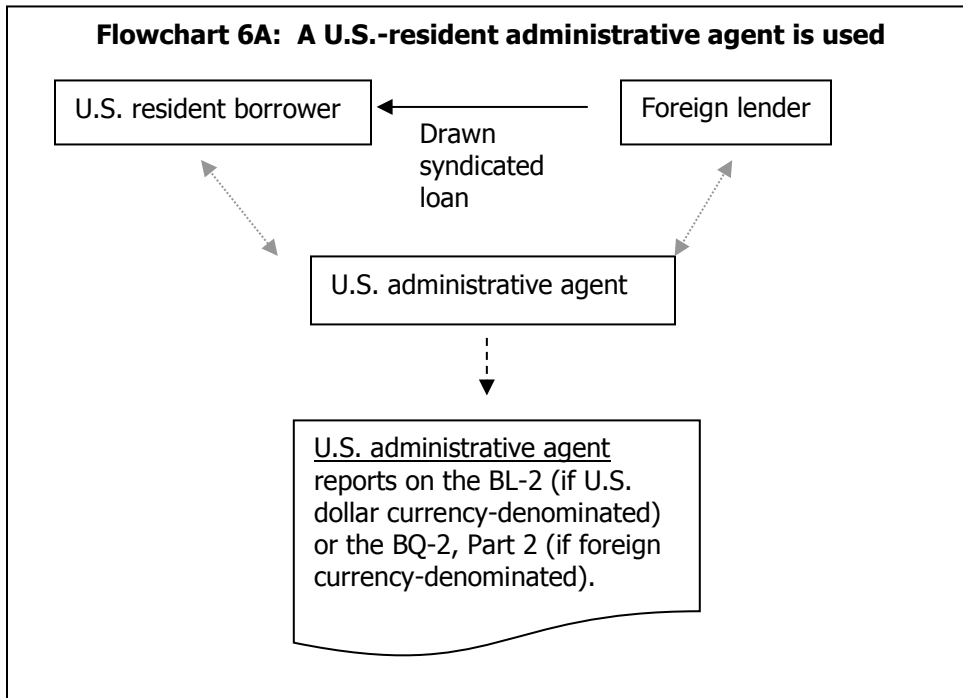 Flowchart 6A: A U.S.-resident administrative agent is used
U.S. resident borrower
Foreign lender
Drawn
syndicated
loan
U.S. administrative agent
U.S. administrative agent
reports on the BL-2 (if U.S.
dollar currency-denominated)
or the BQ-2, Part 2 (if foreign
currency-denominated).